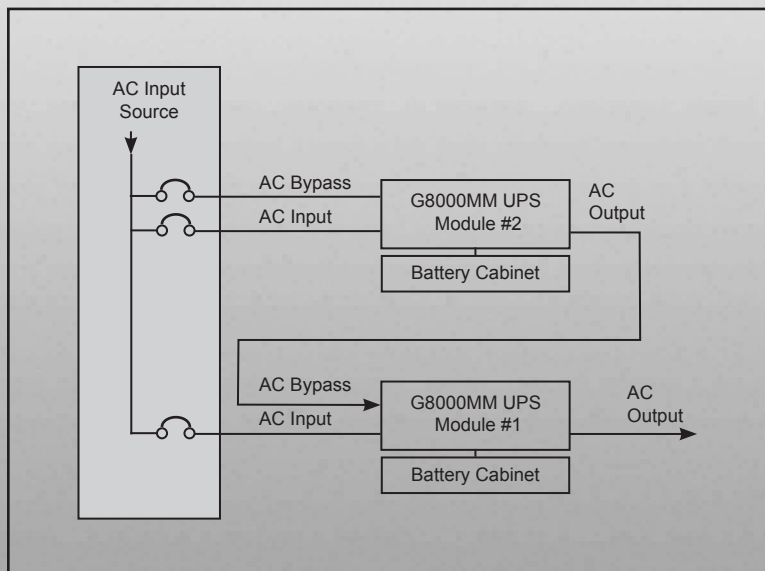 AC Input
Source
AC Bypass
AC Input
G8000MM UPS
Module #2
Battery Cabinet
AC
Output
AC Bypass
AC Input
G8000MM UPS
Module #1
Battery Cabinet
AC
Output